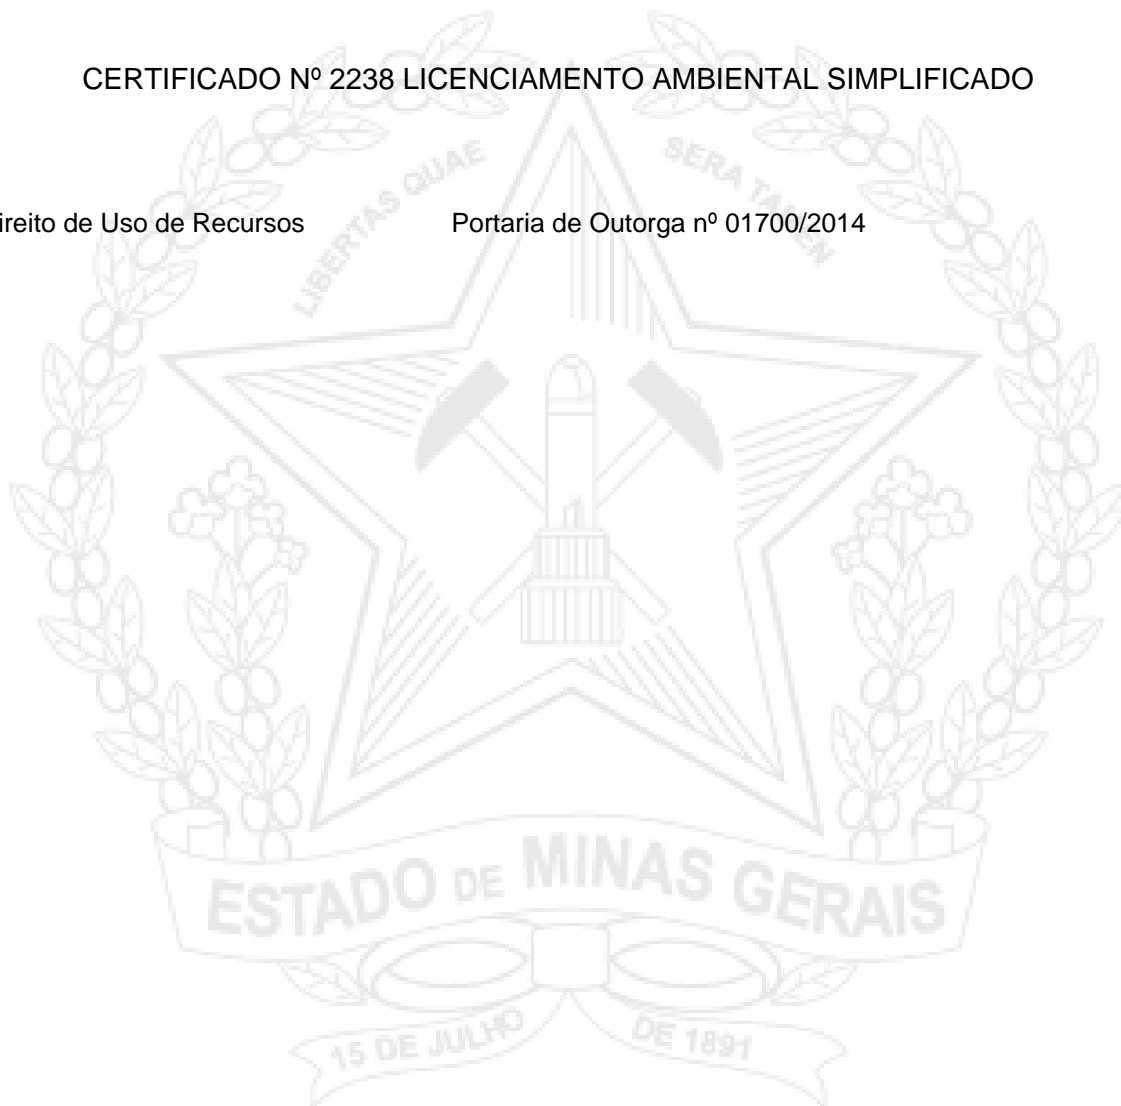 CERTIFICADO Nº 2238 LICENCIAMENTO AMBIENTAL SIMPLIFICADO
LIBERTAS QUAE SERA TAMEN
ireito de Uso de Recursos Portaria de Outorga nº 01700/2014
ESTADO DE MINAS GERAIS
15 DE JULHO DE 1891